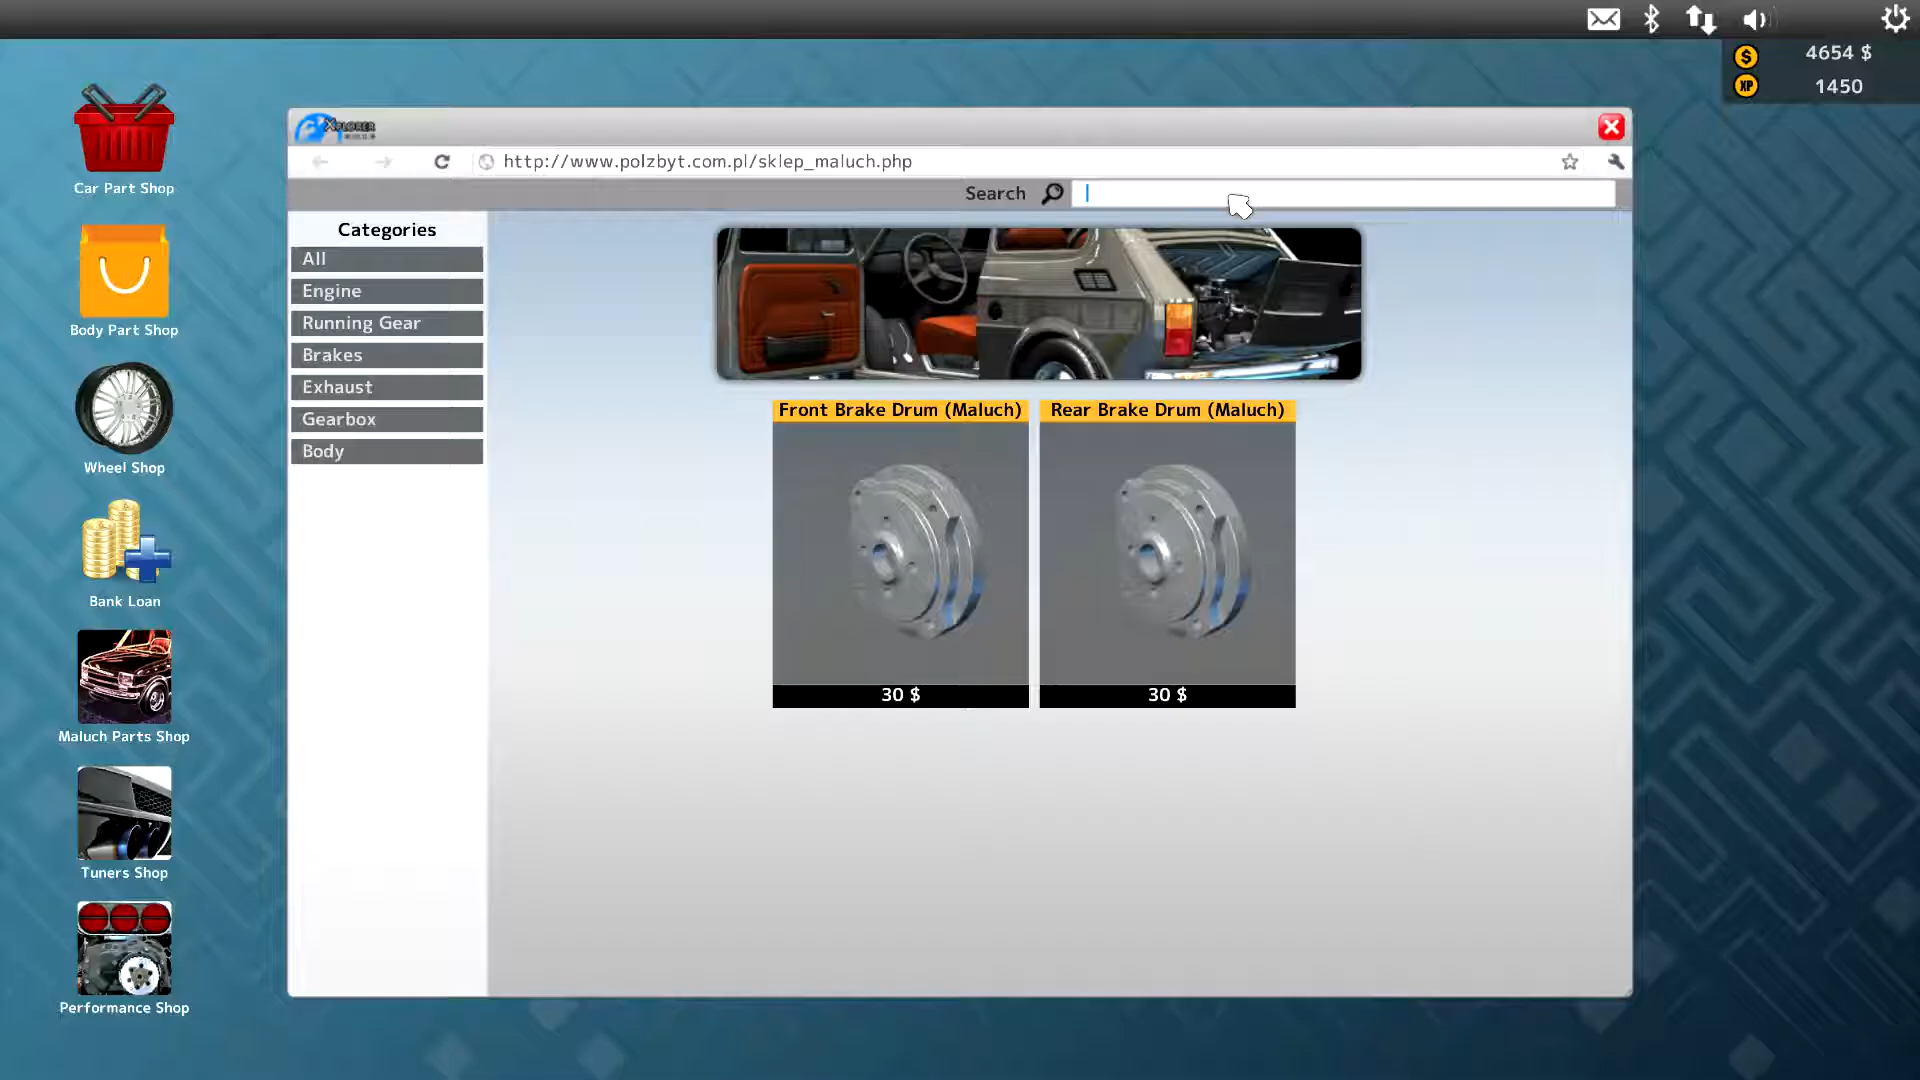 4654 $
XP 1450
Car Part Shop
Body Part Shop
Wheel Shop
Bank Loan
Maluch Parts Shop
Tuners Shop
Performance Shop
XPLORER
http://www.polzbyt.com.pl/sklep_maluch.php
Search
Categories
All
Engine
Running Gear
Brakes
Exhaust
Gearbox
Body
Front Brake Drum (Maluch)
30 $
Rear Brake Drum (Maluch)
30 $